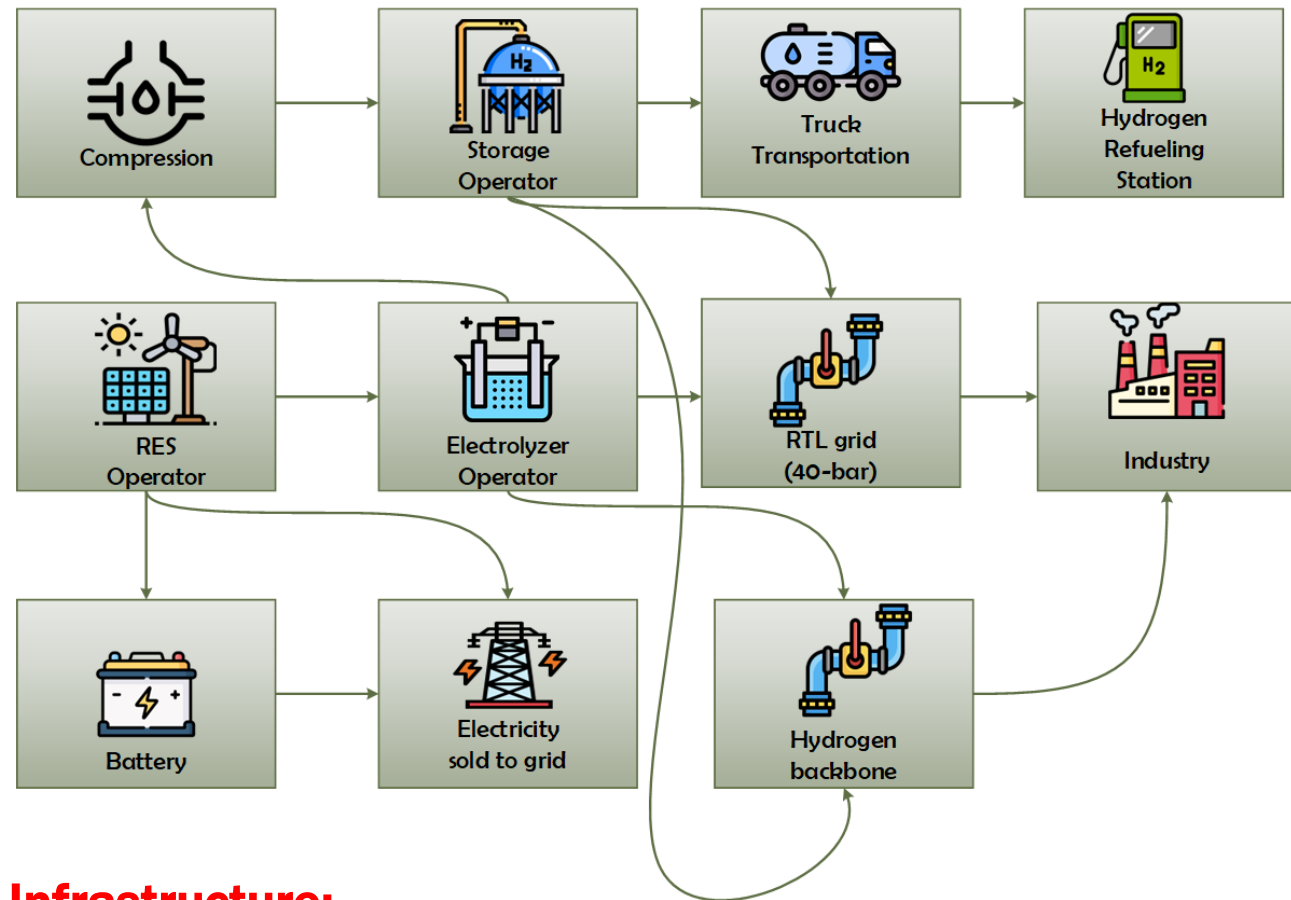 Compression
H2
Storage
Operator
Truck
Transportation
H2
Hydrogen
Refueling
Station
RES
Operator
+ -
Electrolyzer
Operator
RTL grid
(40-bar)
Industry
- +
Battery
Electricity
sold to grid
Hydrogen
backbone
Infrastructure: